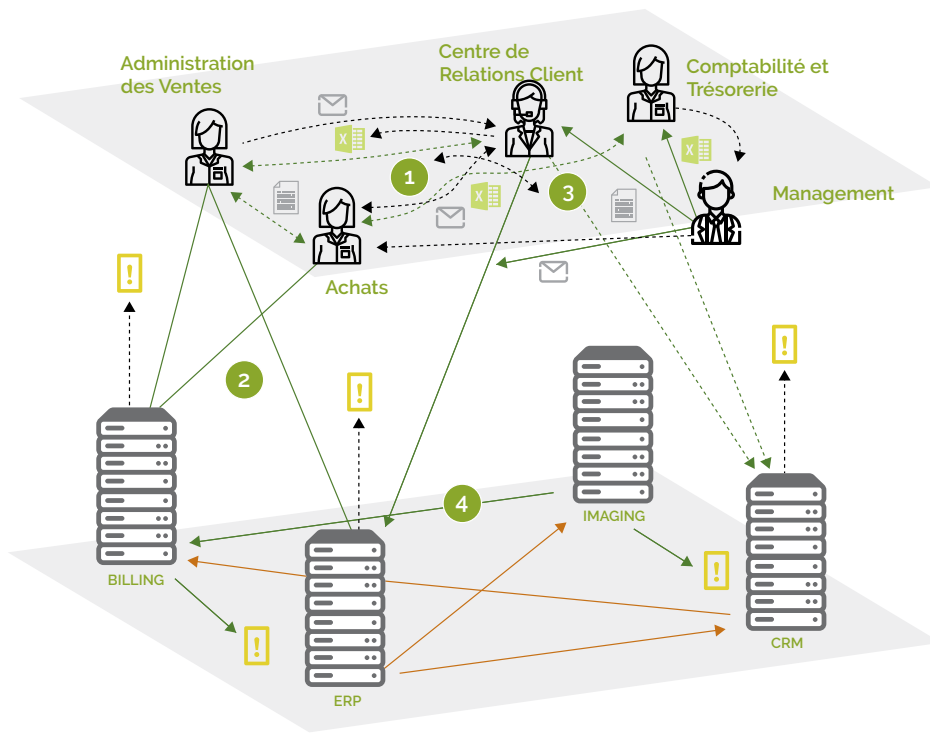 Centre de
Relations Client
Administration
des Ventes
Comptabilité et
Trésorerie
X
X
X
1
3
Management
Achats
!
!
!
2
4
IMAGING
BILLING
!
!
CRM
ERP